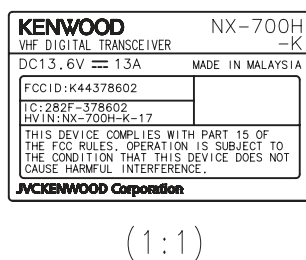 KENWOOD NX-700H
VHF DIGITAL TRANSCEIVER -K
DC13.6V ⎓ 13A MADE IN MALAYSIA
FCCID:K44378602
IC:282F-378602
HVIN:NX-700H-K-17
THIS DEVICE COMPLIES WITH PART 15 OF
THE FCC RULES. OPERATION IS SUBJECT TO
THE CONDITION THAT THIS DEVICE DOES NOT
CAUSE HARMFUL INTERFERENCE.
JVCKENWOOD Corporation
(1:1)